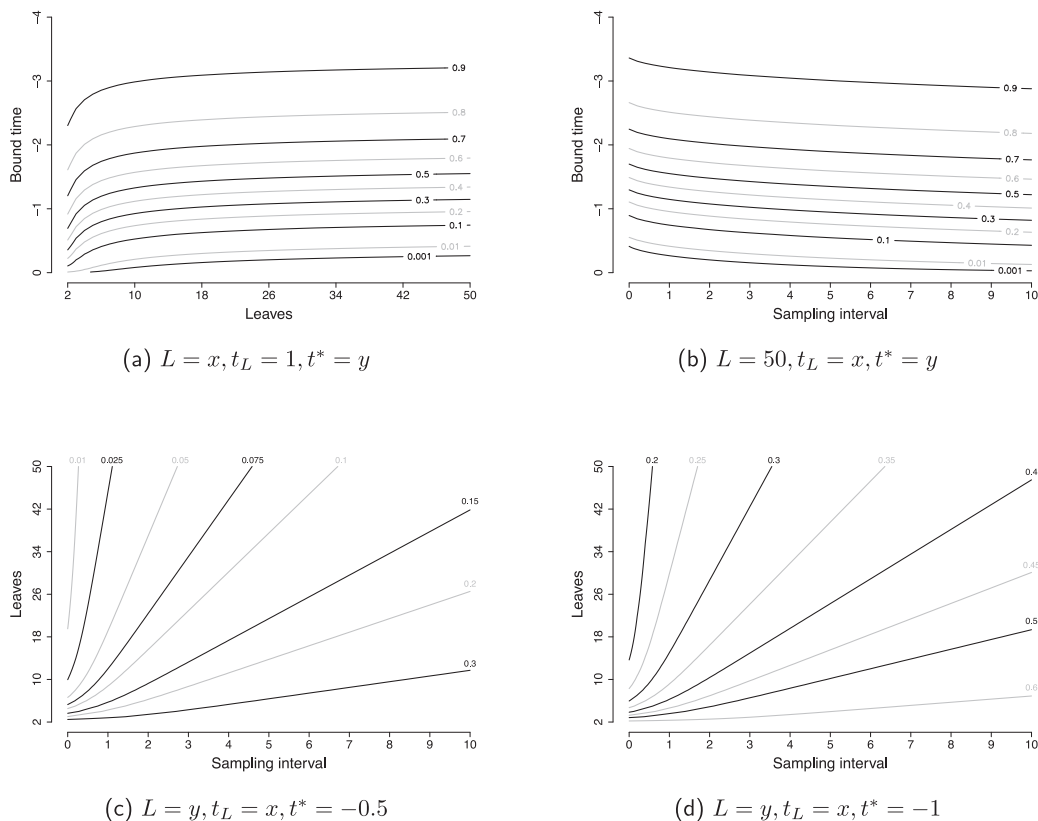 −4
−3
−2
−1
0
Bound time
0.9
0.8
0.7
0.6
0.5
0.4
0.3
0.2
0.1
0.01
0.001
2 10 18 26 34 42 50
Leaves
(a) L = x, t_L = 1, t* = y
−4
−3
−2
−1
0
Bound time
0.9
0.8
0.7
0.6
0.5
0.4
0.3
0.2
0.1
0.01
0.001
0 1 2 3 4 5 6 7 8 9 10
Sampling interval
(b) L = 50, t_L = x, t* = y
50
42
34
26
18
10
2
Leaves
0.01 0.025 0.05 0.075 0.1
0.15
0.2
0.3
0 1 2 3 4 5 6 7 8 9 10
Sampling interval
(c) L = y, t_L = x, t* = −0.5
50
42
34
26
18
10
2
Leaves
0.2 0.25 0.3 0.35
0.4
0.45
0.5
0.6
0 1 2 3 4 5 6 7 8 9 10
Sampling interval
(d) L = y, t_L = x, t* = −1